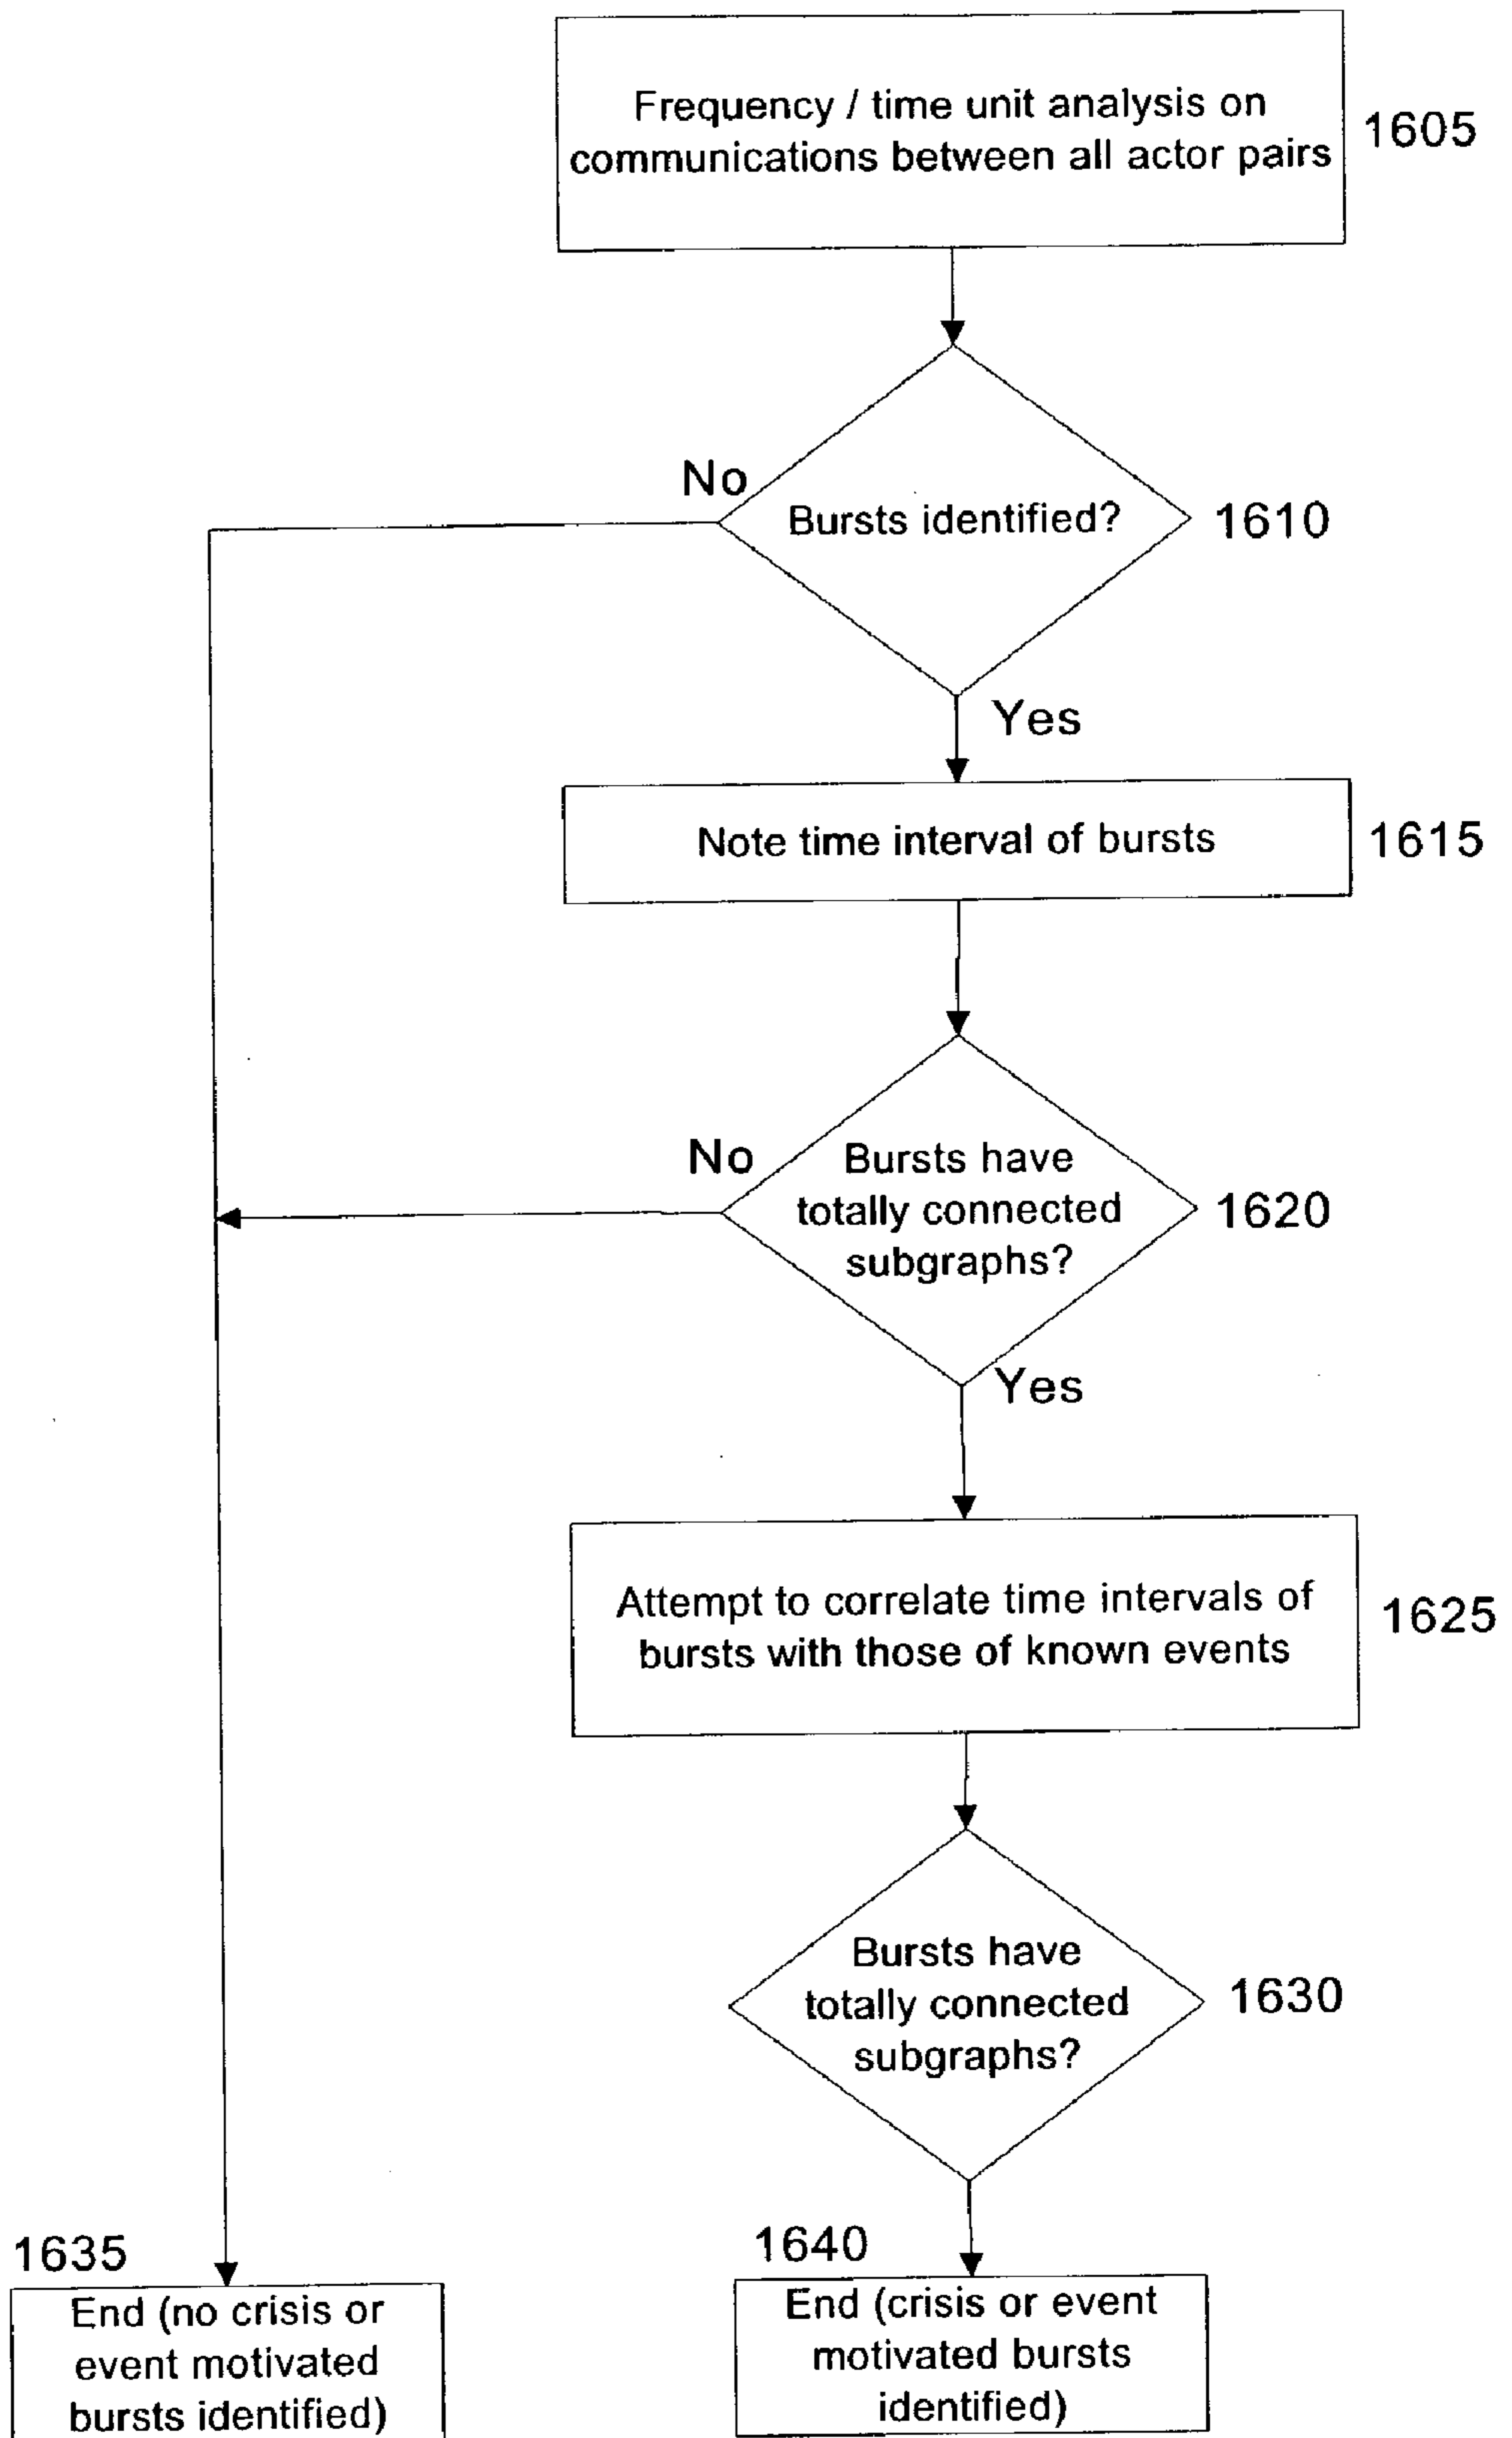 Frequency / time unit analysis on
communications between all actor pairs
1605
No
Bursts identified?
1610
Yes
Note time interval of bursts
1615
No
Bursts have
totally connected
subgraphs?
1620
Yes
Attempt to correlate time intervals of
bursts with those of known events
1625
Bursts have
totally connected
subgraphs?
1630
1635
End (no crisis or
event motivated
bursts identified)
1640
End (crisis or event
motivated bursts
identified)